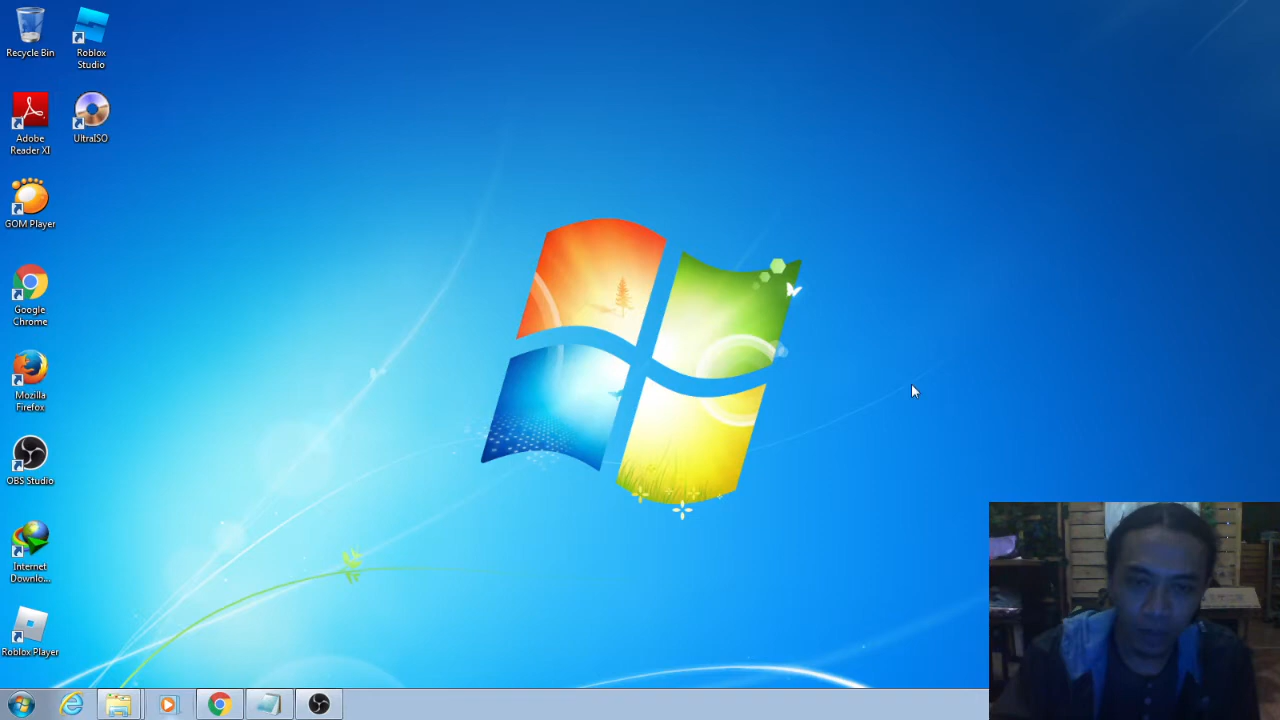 Recycle Bin
Roblox
Studio
Adobe
Reader XI
UltraISO
GOM Player
Google
Chrome
Mozilla
Firefox
OBS Studio
Internet
Downlo...
Roblox Player